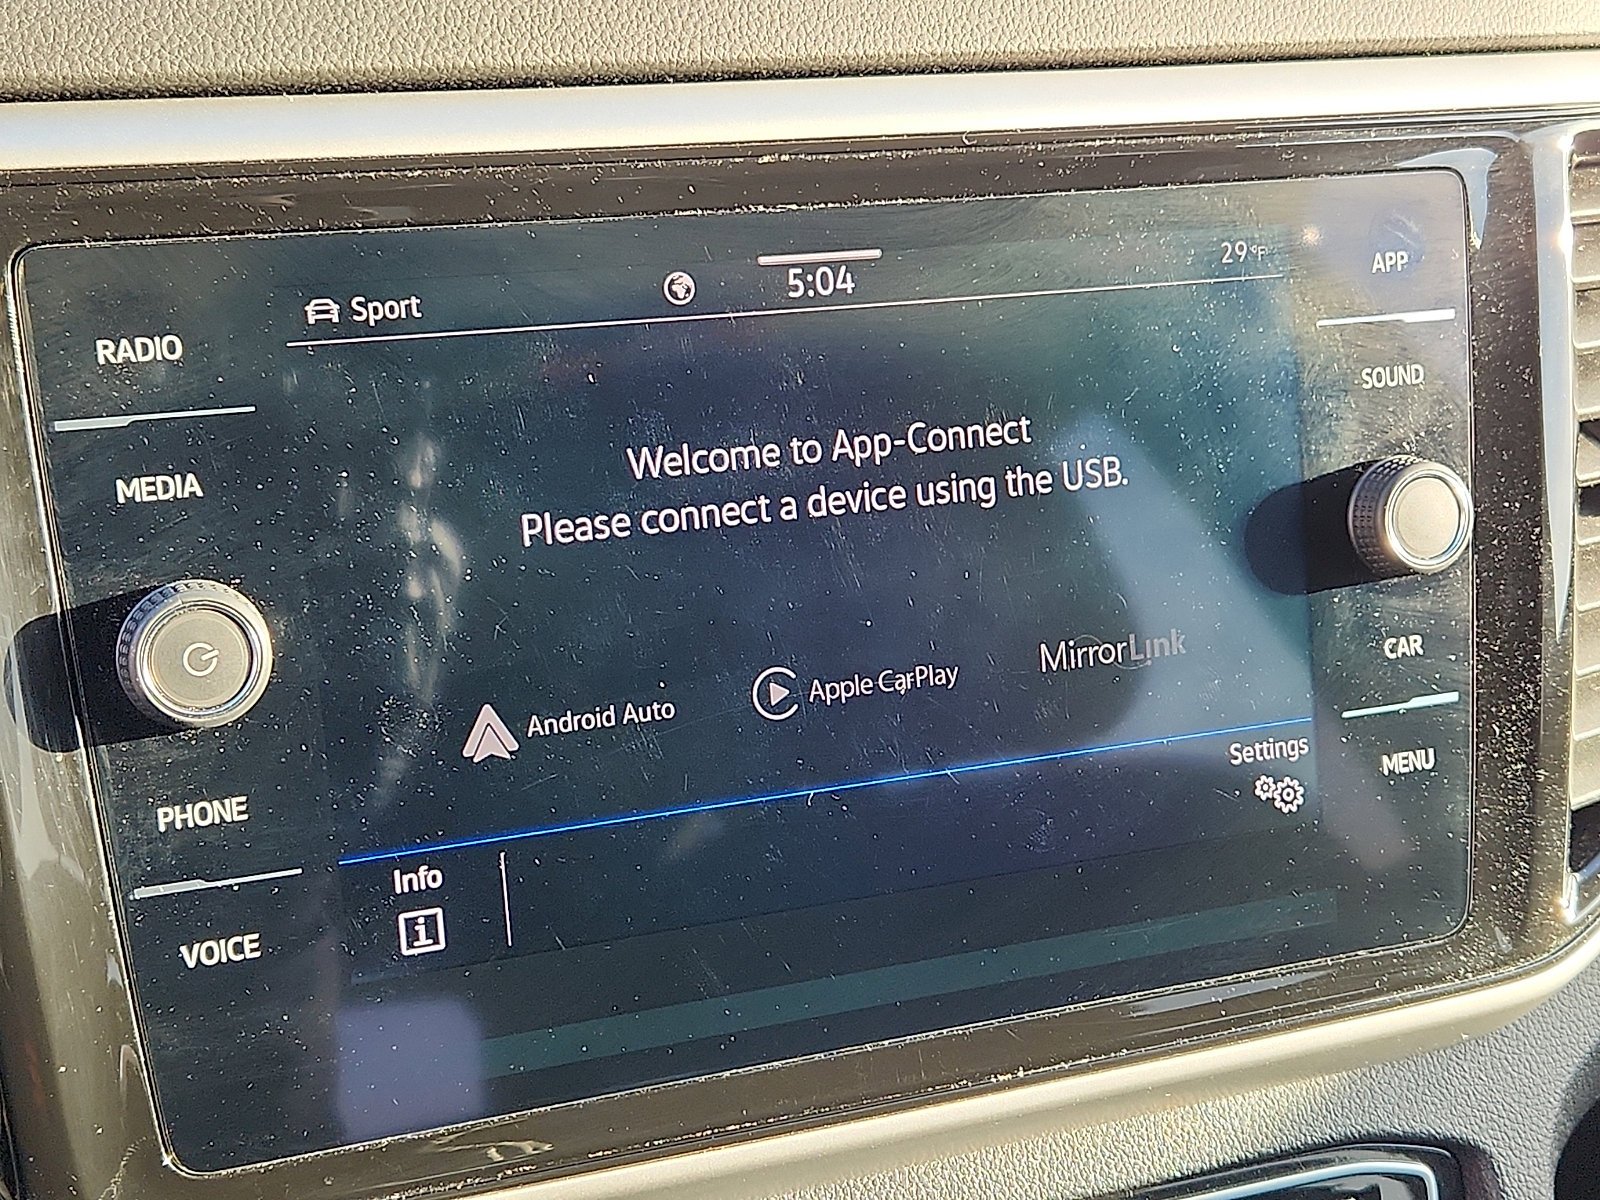 Sport
5:04
29°F
APP
RADIO
SOUND
MEDIA
Welcome to App-Connect
Please connect a device using the USB.
Android Auto
Apple CarPlay
MirrorLink
CAR
PHONE
Settings
MENU
Info
VOICE